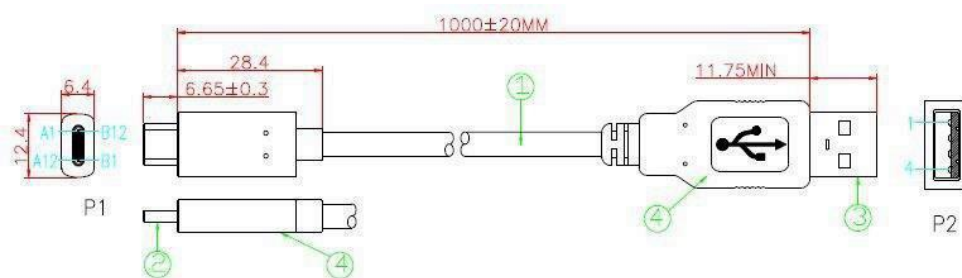 1000±20MM
28.4
11.75MIN
6.65±0.3
6.4
12.4
A1
B12
A12
B1
P1
1
4
P2
①
②
③
④
④